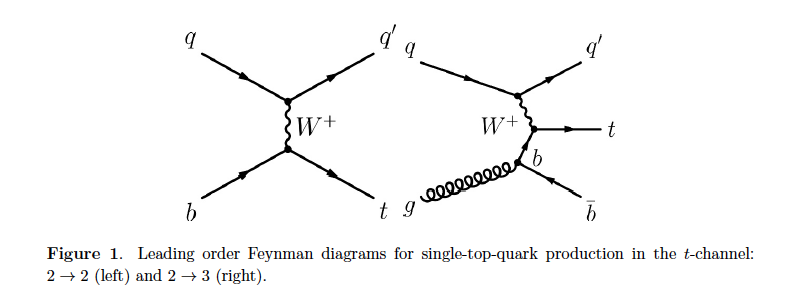 q
q′
W⁺
b
t
q
q′
W⁺
t
b
g
b̄
Figure 1. Leading order Feynman diagrams for single-top-quark production in the t-channel:
2 → 2 (left) and 2 → 3 (right).